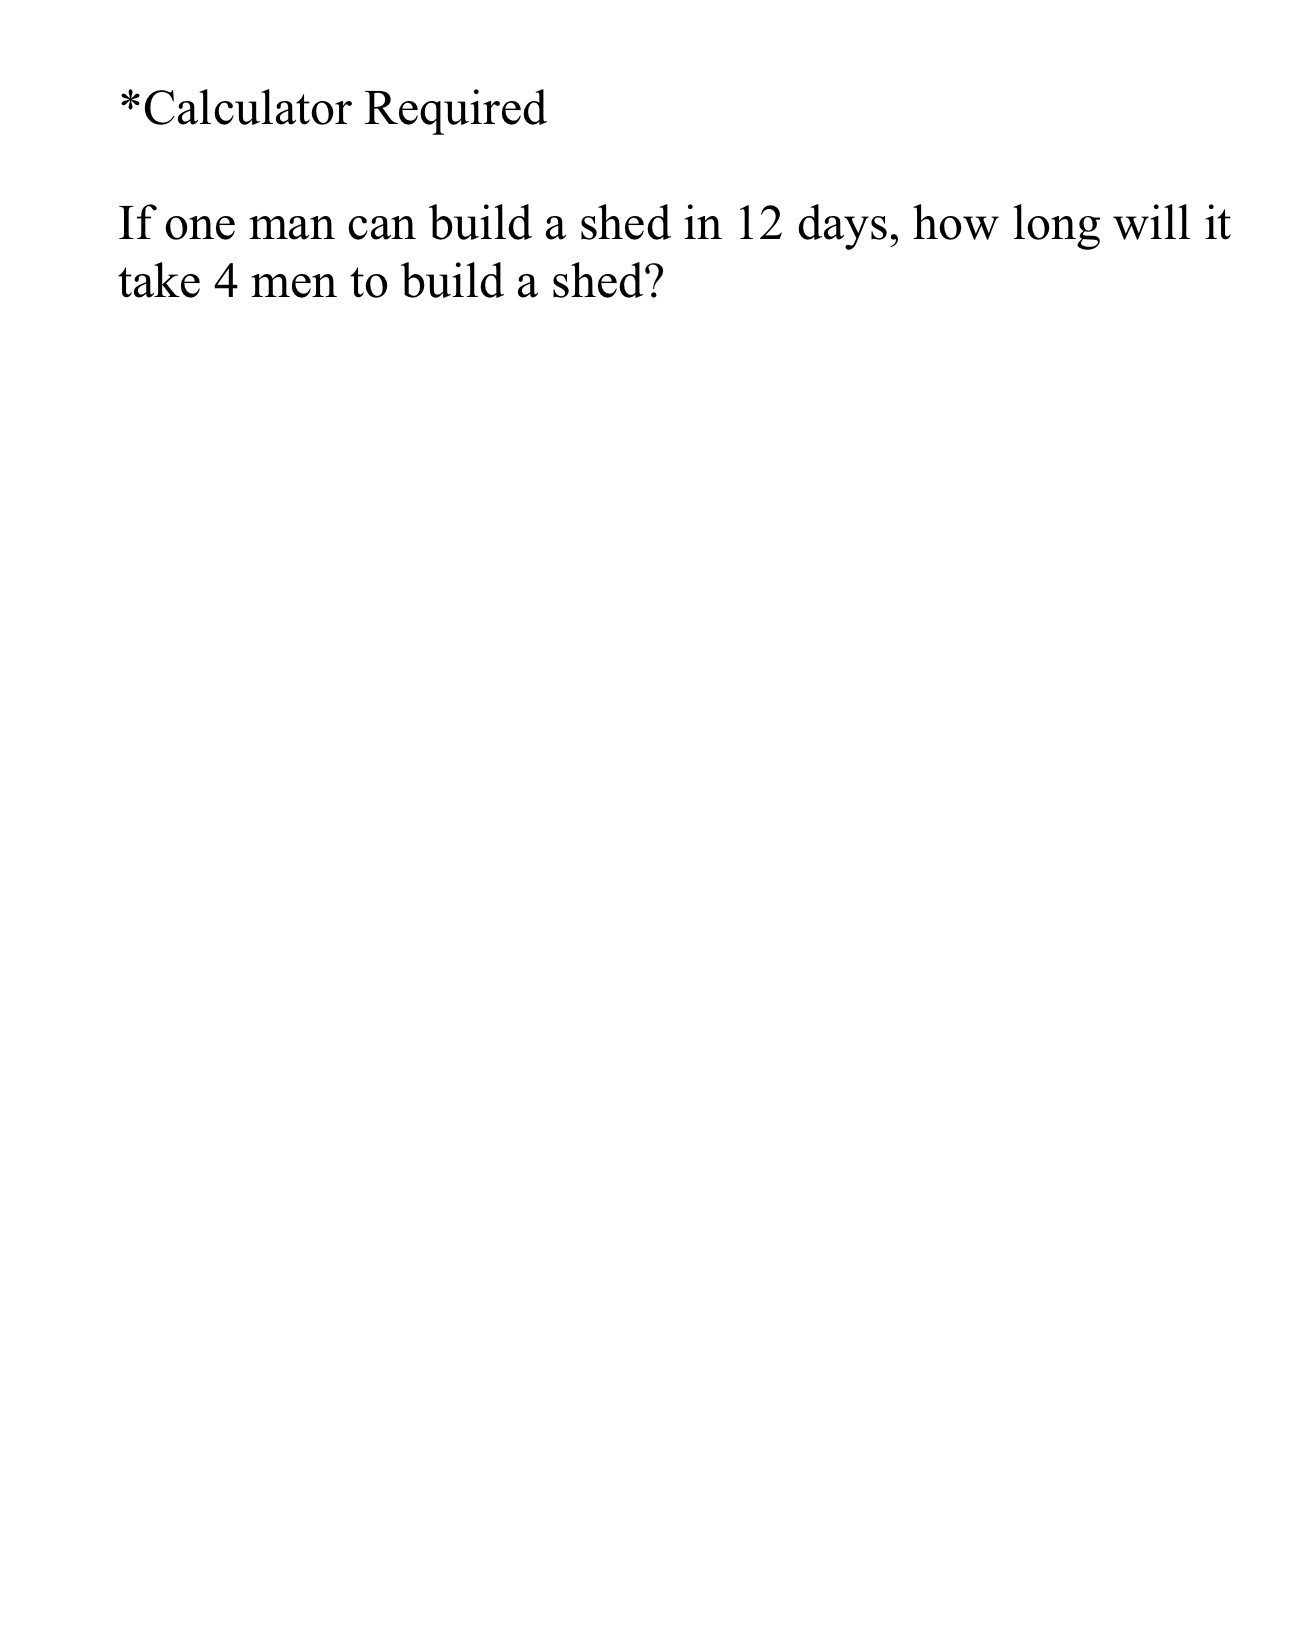 *Calculator Required
If one man can build a shed in 12 days, how long will it
take 4 men to build a shed?